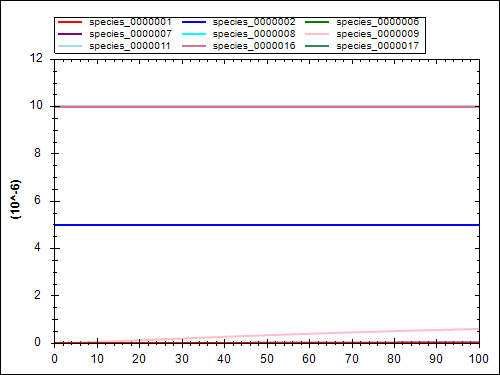 species_0000001 species_0000002 species_0000006
species_0000007 species_0000008 species_0000009
species_0000011 species_0000016 species_0000017
12
10
8
6
4
2
0
(10^-6)
0 10 20 30 40 50 60 70 80 90 100